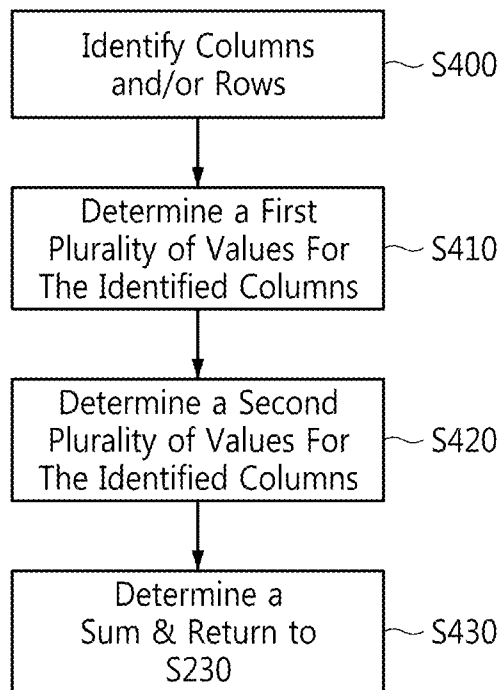 Identify Columns
and/or Rows
S400
Determine a First
Plurality of Values For
The Identified Columns
S410
Determine a Second
Plurality of Values For
The Identified Columns
S420
Determine a
Sum & Return to
S230
S430